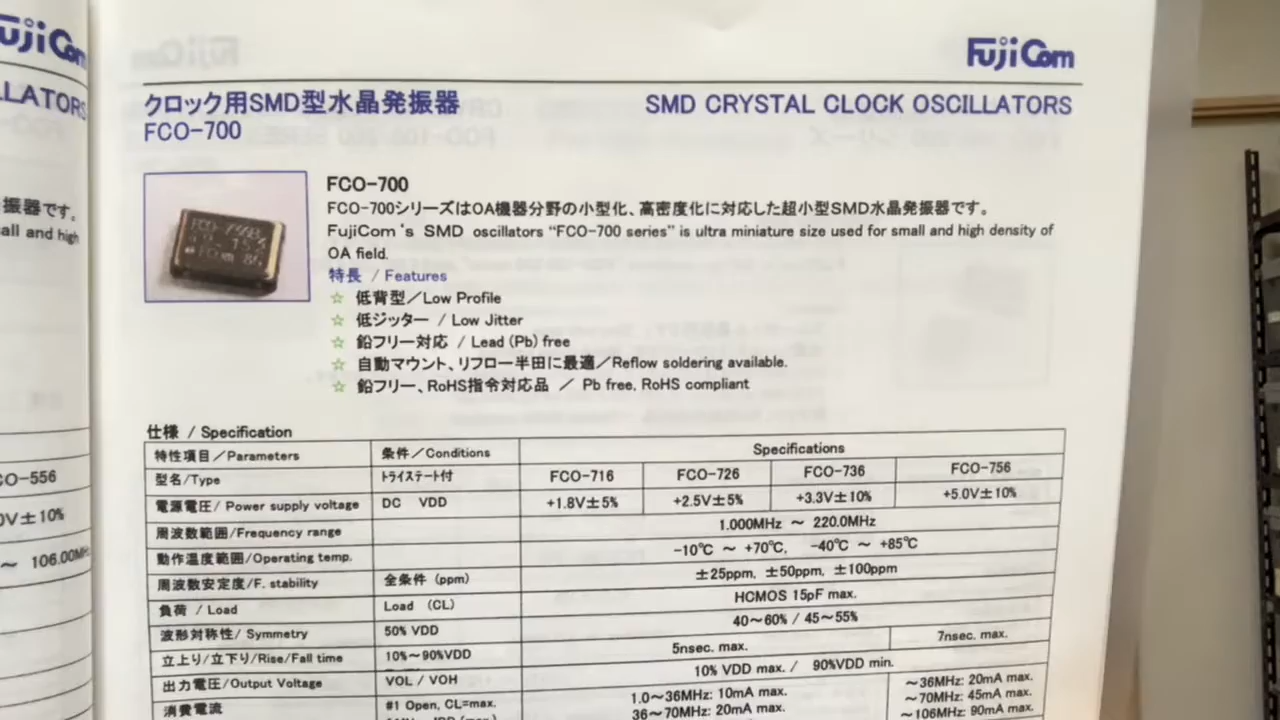 FujiCom
LLATORS
振器です。
all and high
CO-556
0V±10%
～ 106.00MHz
FujiCom
クロック用SMD型水晶発振器 SMD CRYSTAL CLOCK OSCILLATORS
FCO-700
FCO-700
FCO-700シリーズはOA機器分野の小型化、高密度化に対応した超小型SMD水晶発振器です。
FujiCom's SMD oscillators "FCO-700 series" is ultra miniature size used for small and high density of
OA field.
特長 / Features
☆ 低背型／Low Profile
☆ 低ジッター / Low Jitter
☆ 鉛フリー対応 / Lead (Pb) free
☆ 自動マウント、リフロー半田に最適／Reflow soldering available.
☆ 鉛フリー、RoHS指令対応品 ／ Pb free, RoHS compliant
仕様 / Specification
特性項目／Parameters 条件／Conditions Specifications
型名/Type トライステート付 FCO-716 FCO-726 FCO-736 FCO-756
電源電圧/ Power supply voltage DC VDD +1.8V±5% +2.5V±5% +3.3V±10% +5.0V±10%
周波数範囲/Frequency range 1.000MHz ～ 220.0MHz
動作温度範囲/Operating temp. -10℃ ～ +70℃, -40℃ ～ +85℃
周波数安定度/F. stability 全条件 (ppm) ±25ppm, ±50ppm, ±100ppm
負荷 / Load Load (CL) HCMOS 15pF max.
波形対称性/ Symmetry 50% VDD 40～60% / 45～55%
立上り/立下り/Rise/Fall time 10%～90%VDD 5nsec. max. 7nsec. max.
出力電圧/Output Voltage VOL / VOH 10% VDD max. / 90%VDD min.
消費電流 #1 Open, CL=max. 1.0～36MHz: 10mA max. ～36MHz: 20mA max.
36～70MHz: 20mA max. ～70MHz: 45mA max.
～106MHz: 90mA max.